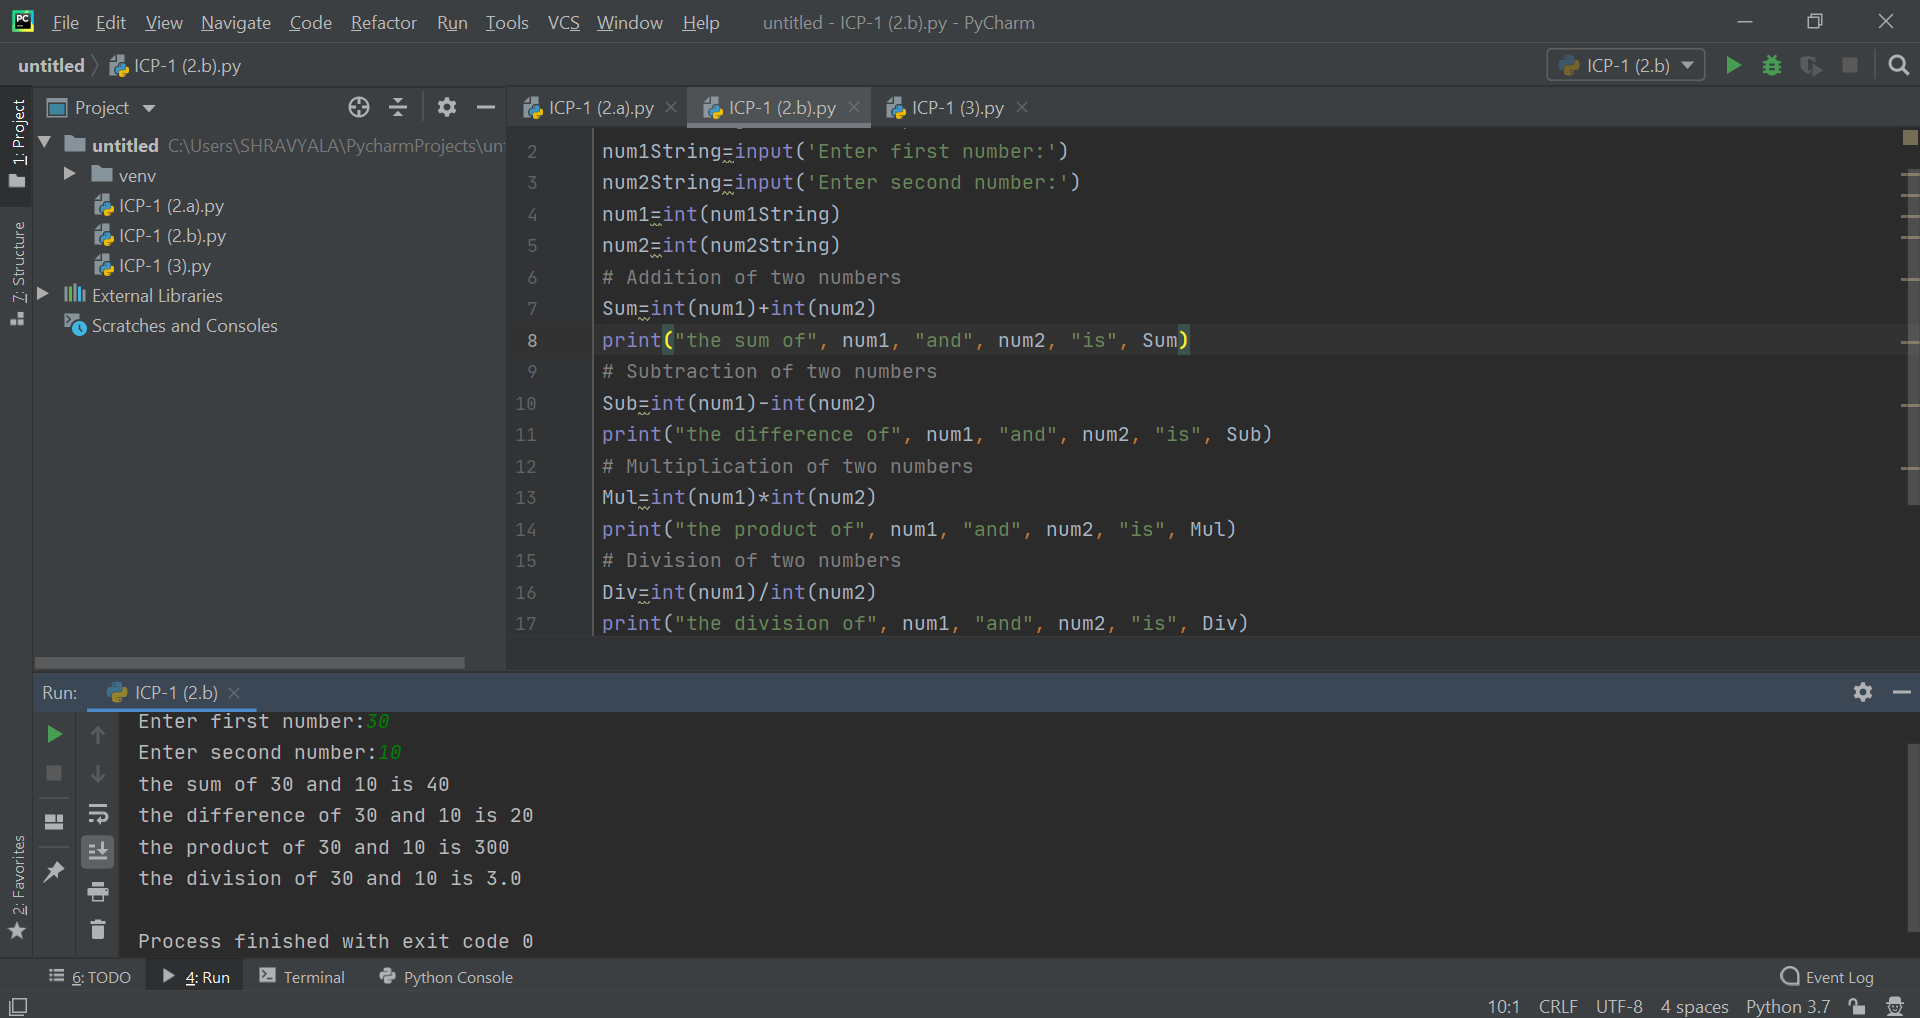 PC File Edit View Navigate Code Refactor Run Tools VCS Window Help untitled - ICP-1 (2.b).py - PyCharm
untitled ICP-1 (2.b).py ICP-1 (2.b)
1: Project
7: Structure
2: Favorites
Project
untitled C:\Users\SHRAVYALA\PycharmProjects\un
venv
ICP-1 (2.a).py
ICP-1 (2.b).py
ICP-1 (3).py
External Libraries
Scratches and Consoles
ICP-1 (2.a).py ICP-1 (2.b).py ICP-1 (3).py
2 num1String=input('Enter first number:')
3 num2String=input('Enter second number:')
4 num1=int(num1String)
5 num2=int(num2String)
6 # Addition of two numbers
7 Sum=int(num1)+int(num2)
8 print("the sum of", num1, "and", num2, "is", Sum)
9 # Subtraction of two numbers
10 Sub=int(num1)-int(num2)
11 print("the difference of", num1, "and", num2, "is", Sub)
12 # Multiplication of two numbers
13 Mul=int(num1)*int(num2)
14 print("the product of", num1, "and", num2, "is", Mul)
15 # Division of two numbers
16 Div=int(num1)/int(num2)
17 print("the division of", num1, "and", num2, "is", Div)
Run: ICP-1 (2.b)
Enter first number:30
Enter second number:10
the sum of 30 and 10 is 40
the difference of 30 and 10 is 20
the product of 30 and 10 is 300
the division of 30 and 10 is 3.0
Process finished with exit code 0
6: TODO 4: Run Terminal Python Console Event Log
10:1 CRLF UTF-8 4 spaces Python 3.7